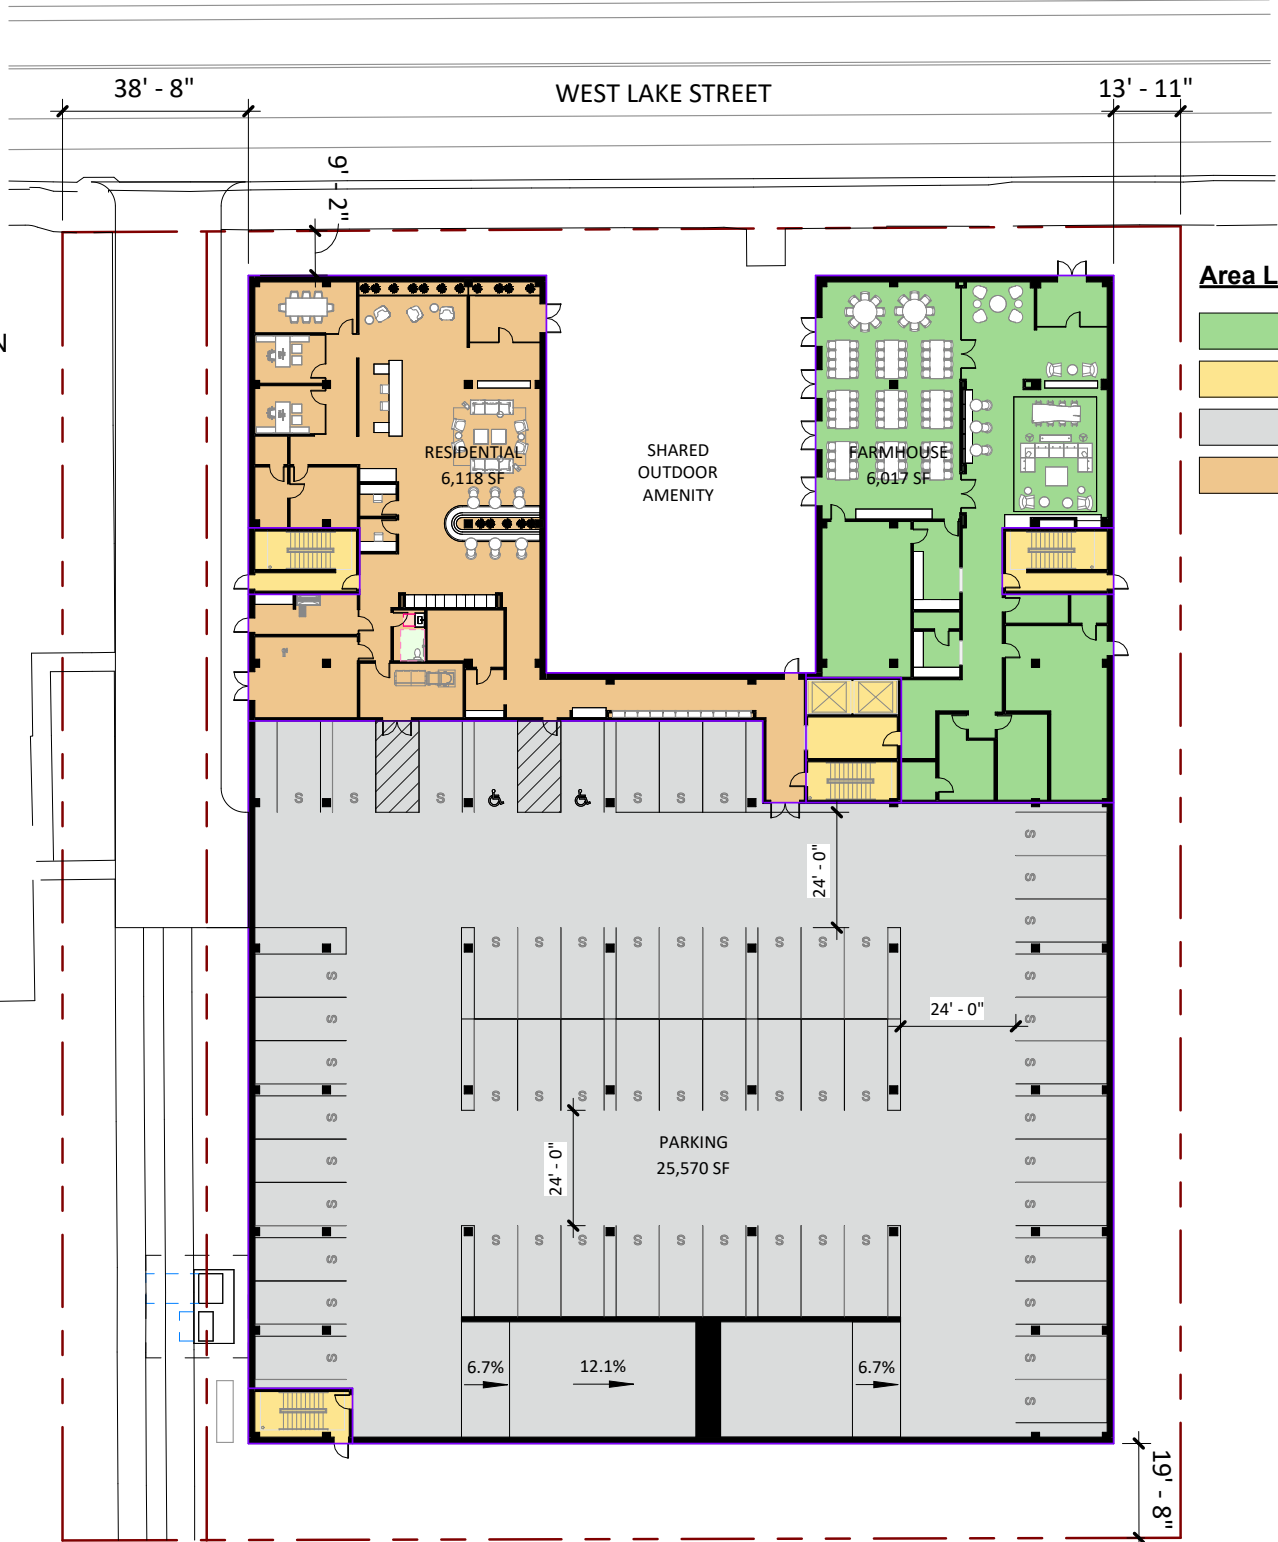 38' - 8"
WEST LAKE STREET
13' - 11"
9' - 2"
Area L
N
RESIDENTIAL
6,118 SF
SHARED
OUTDOOR
AMENITY
FARMHOUSE
6,017 SF
S S S S S S
24' - 0"
S
S
S
S S S S S S S S S
S
S
S
S
24' - 0"
S
S
S
S
S S S S S S S S S
S
S
24' - 0"
PARKING
25,570 SF
S
S
S
S
S S S S S S S S S
S
S
S
S
S
S
6.7%
12.1%
6.7%
S
19' - 8"